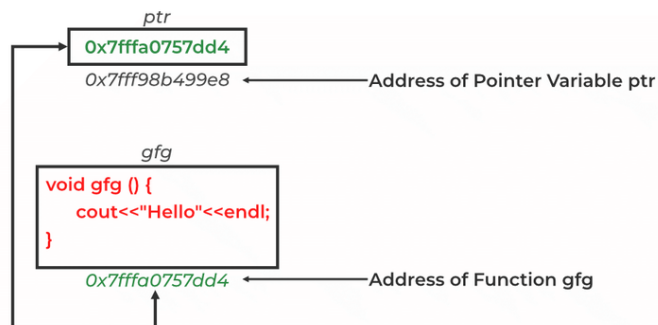 ptr
0x7fffa0757dd4
0x7fff98b499e8 Address of Pointer Variable ptr
gfg
void gfg () {
cout<<"Hello"<<endl;
}
0x7fffa0757dd4 Address of Function gfg